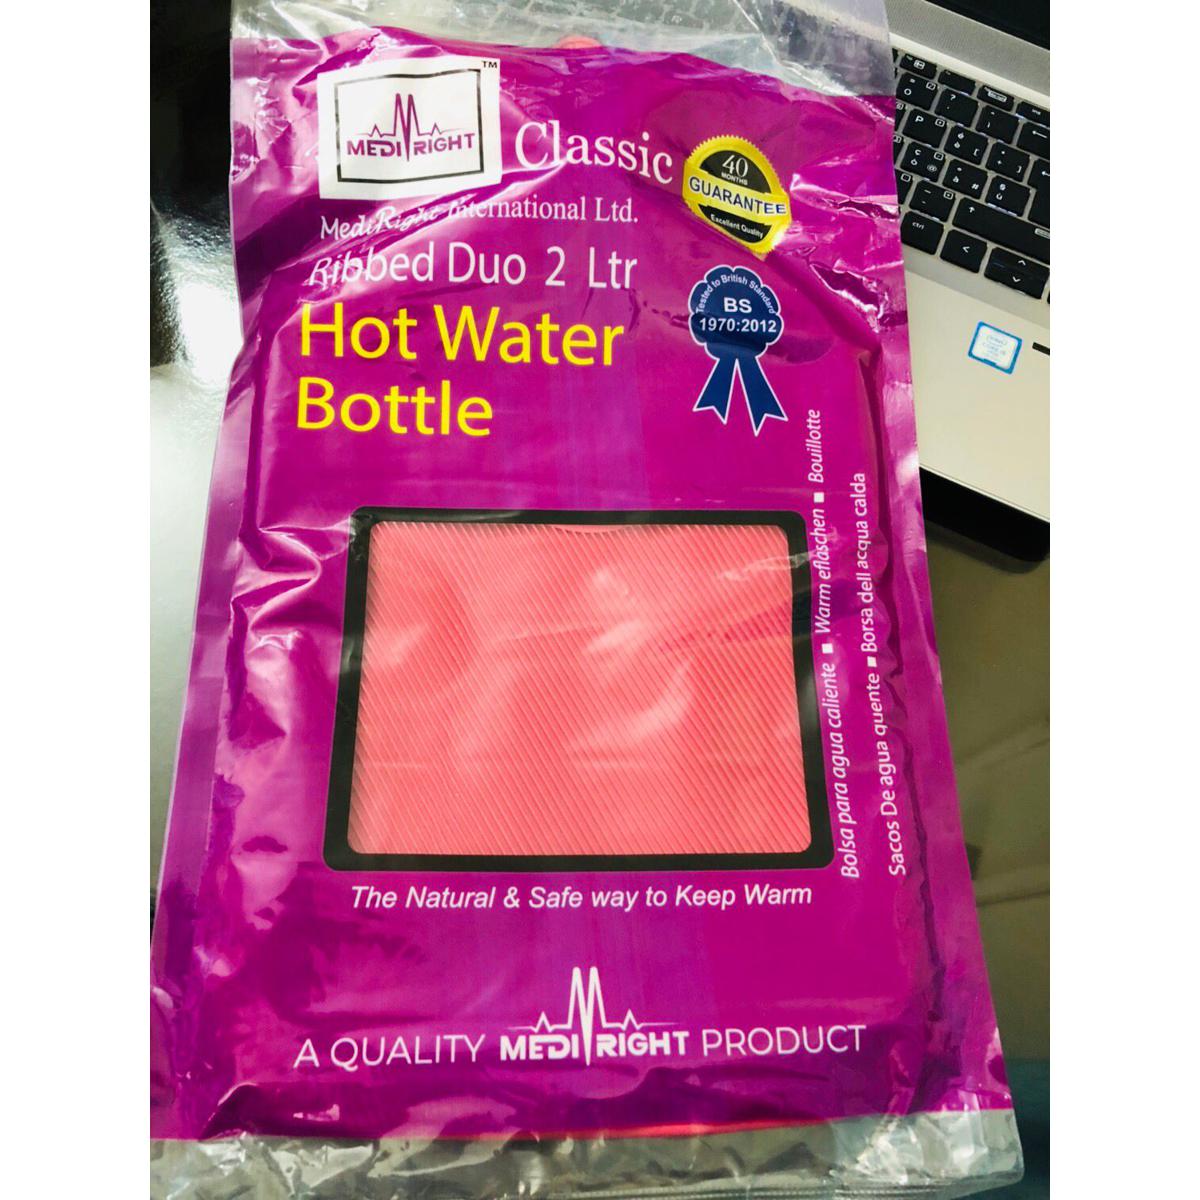 MEDI RIGHT
TM
Classic
40
MONTHS
GUARANTEE
Excellent Quality
MediRight International Ltd.
Ribbed Duo 2 Ltr
Hot Water
Bottle
Tested to British Standard
BS
1970:2012
Bolsa para agua caliente ■ Warm eflaschen ■ Bouillotte
Sacos De agua quente ■ Borsa dell acqua calda
The Natural & Safe way to Keep Warm
A QUALITY MEDI RIGHT PRODUCT
ctrl